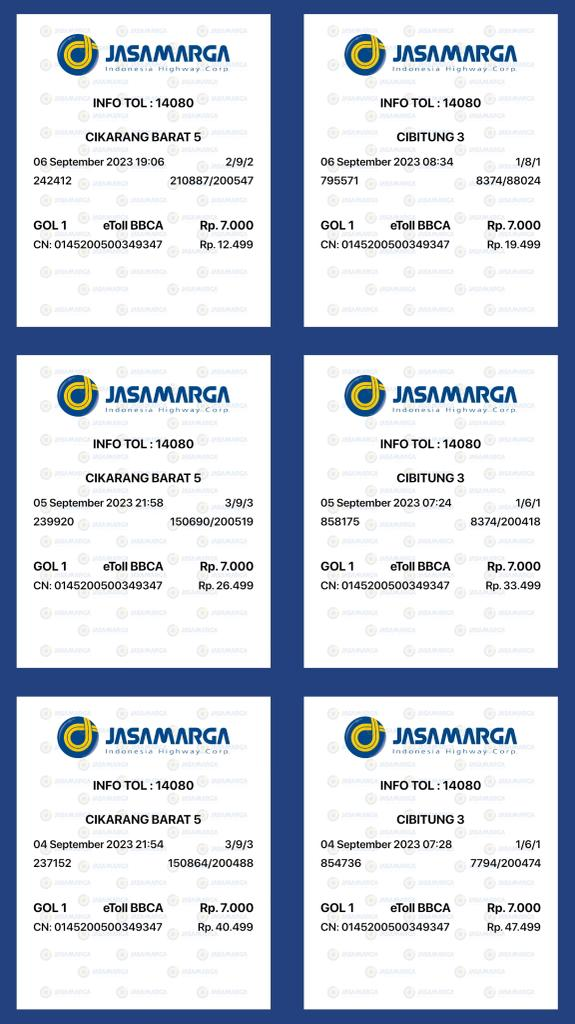 JASAMARGA
Indonesia Highway Corp.
INFO TOL : 14080
CIKARANG BARAT 5
06 September 2023 19:06 2/9/2
242412 210887/200547
GOL 1 eToll BBCA Rp. 7.000
CN: 0145200500349347 Rp. 12.499
JASAMARGA
Indonesia Highway Corp.
INFO TOL : 14080
CIBITUNG 3
06 September 2023 08:34 1/8/1
795571 8374/88024
GOL 1 eToll BBCA Rp. 7.000
CN: 0145200500349347 Rp. 19.499
JASAMARGA
Indonesia Highway Corp.
INFO TOL : 14080
CIKARANG BARAT 5
05 September 2023 21:58 3/9/3
239920 150690/200519
GOL 1 eToll BBCA Rp. 7.000
CN: 0145200500349347 Rp. 26.499
JASAMARGA
Indonesia Highway Corp.
INFO TOL : 14080
CIBITUNG 3
05 September 2023 07:24 1/6/1
858175 8374/200418
GOL 1 eToll BBCA Rp. 7.000
CN: 0145200500349347 Rp. 33.499
JASAMARGA
Indonesia Highway Corp.
INFO TOL : 14080
CIKARANG BARAT 5
04 September 2023 21:54 3/9/3
237152 150864/200488
GOL 1 eToll BBCA Rp. 7.000
CN: 0145200500349347 Rp. 40.499
JASAMARGA
Indonesia Highway Corp.
INFO TOL : 14080
CIBITUNG 3
04 September 2023 07:28 1/6/1
854736 7794/200474
GOL 1 eToll BBCA Rp. 7.000
CN: 0145200500349347 Rp. 47.499